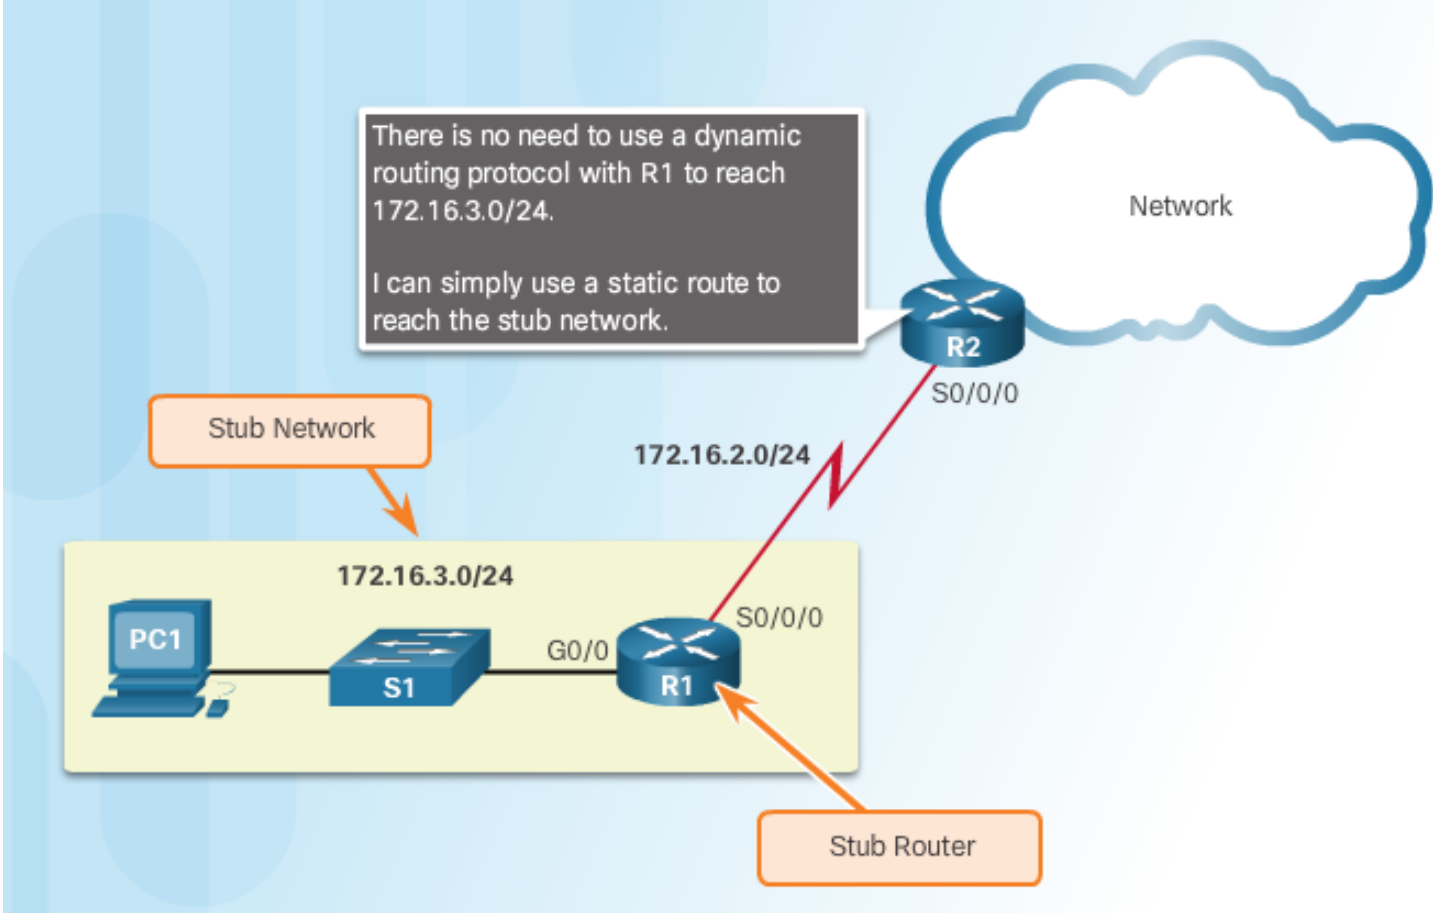 There is no need to use a dynamic
routing protocol with R1 to reach
172.16.3.0/24.
I can simply use a static route to
reach the stub network.
Network
R2
S0/0/0
Stub Network
172.16.2.0/24
172.16.3.0/24
PC1
S1
G0/0
S0/0/0
R1
Stub Router